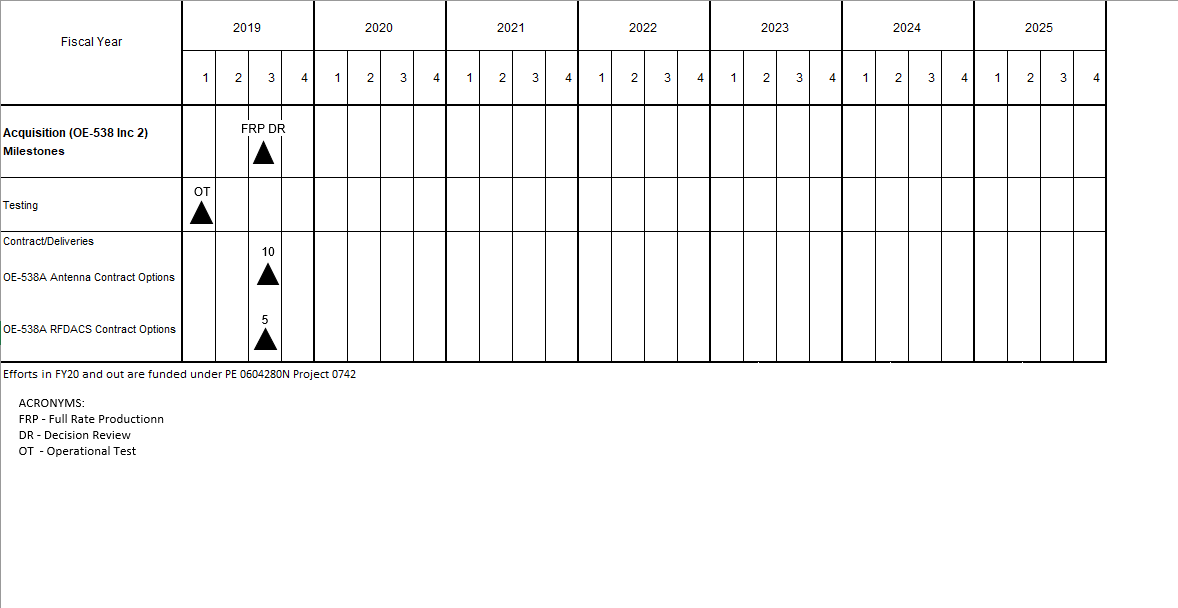 Fiscal Year
2019 2020 2021 2022 2023 2024 2025
1 2 3 4 1 2 3 4 1 2 3 4 1 2 3 4 1 2 3 4 1 2 3 4 1 2 3 4
Acquisition (OE-538 Inc 2)
Milestones
FRP DR
Testing
OT
Contract/Deliveries
OE-538A Antenna Contract Options
10
OE-538A RFDACS Contract Options
5
Efforts in FY20 and out are funded under PE 0604280N Project 0742
ACRONYMS:
FRP - Full Rate Productionn
DR - Decision Review
OT - Operational Test